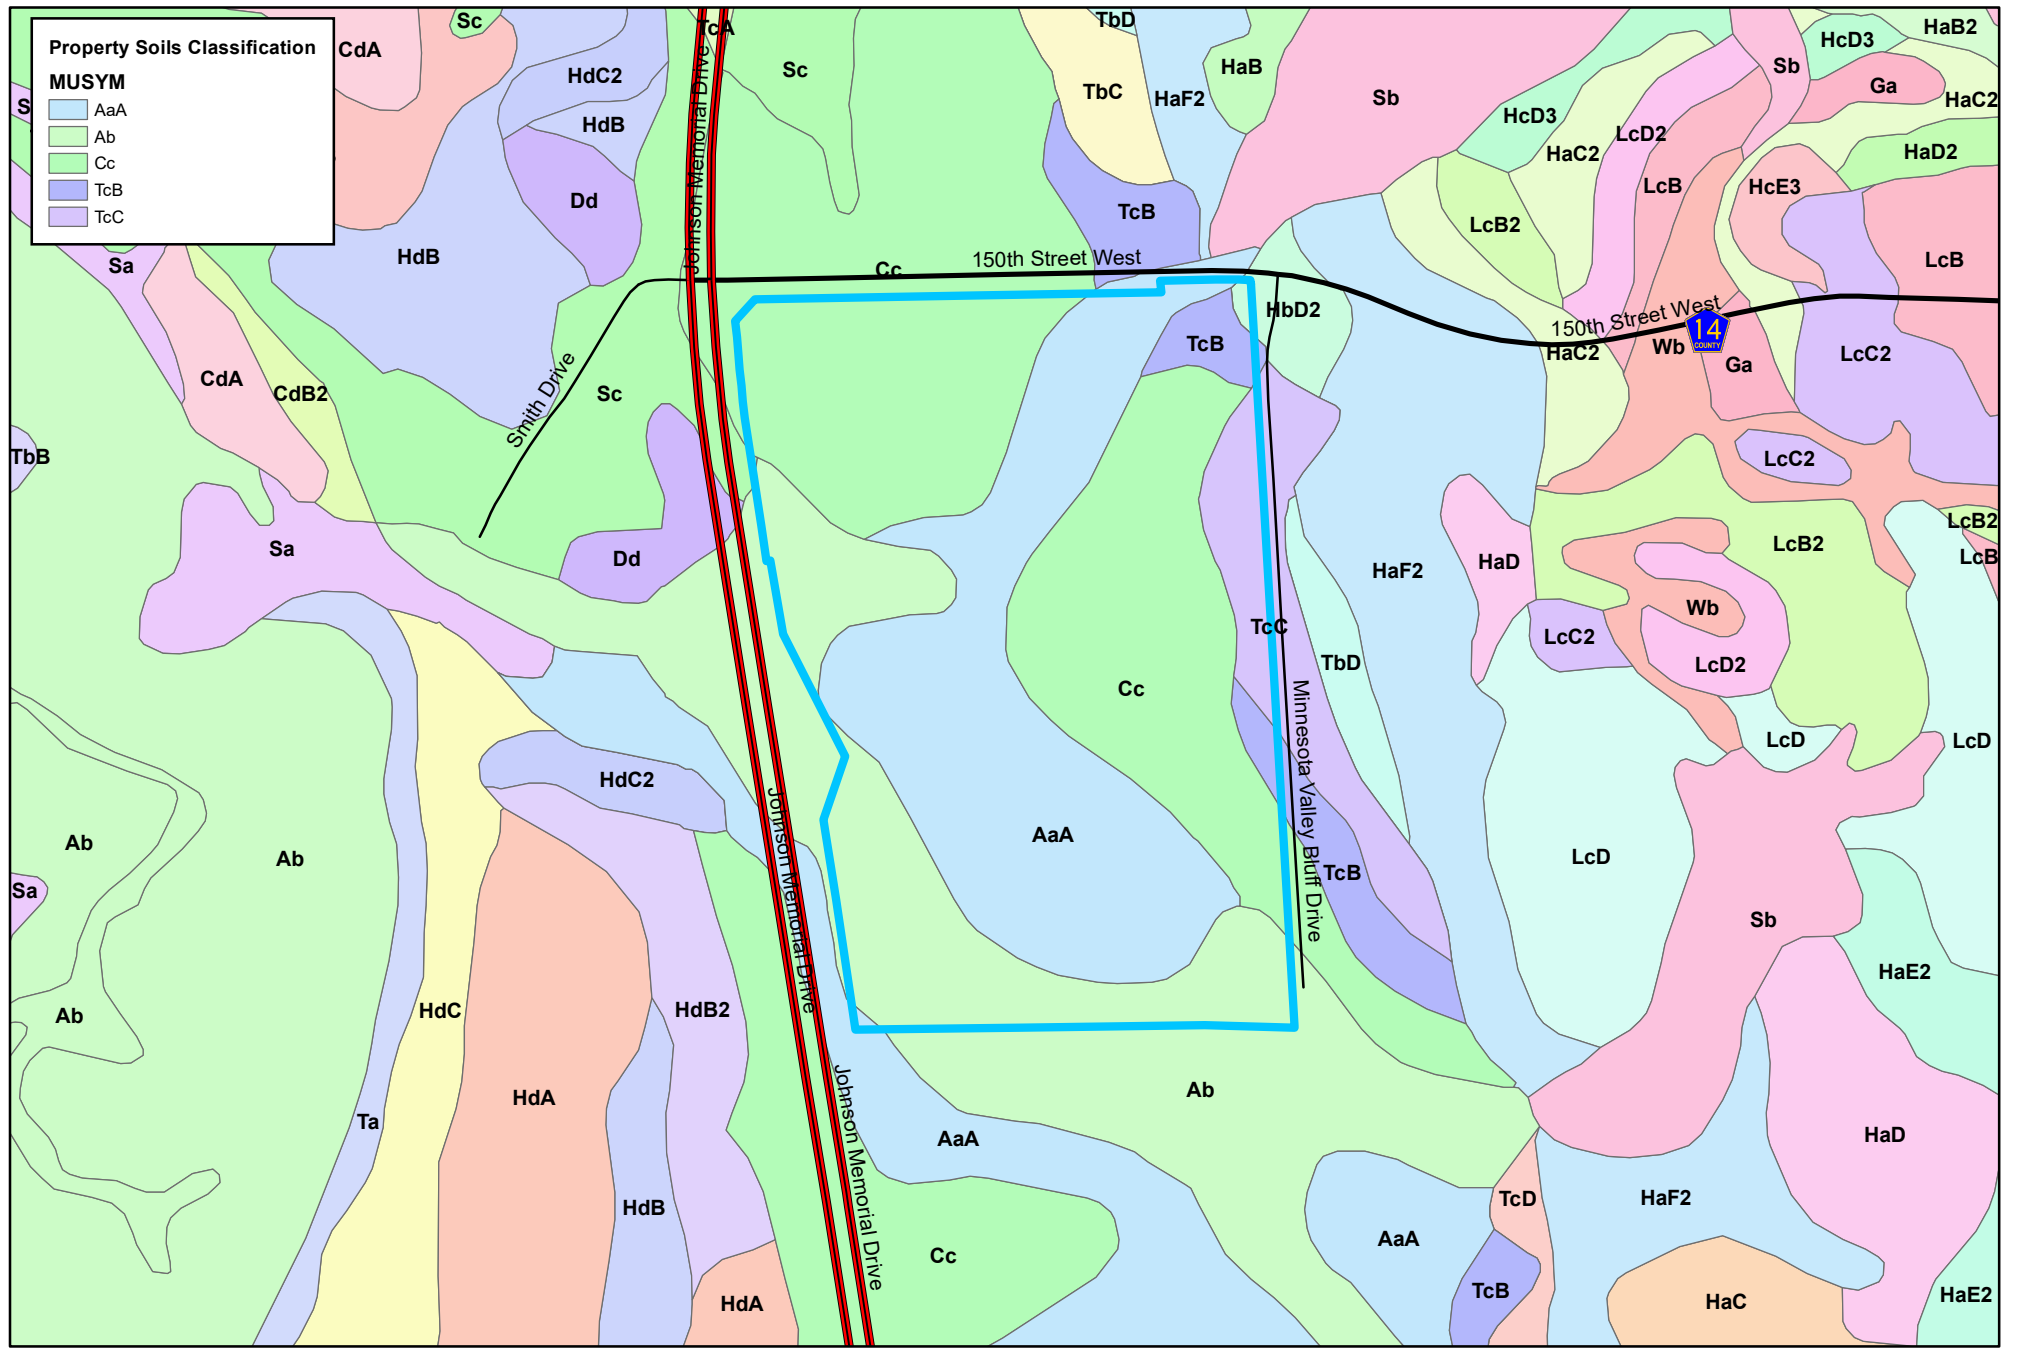 Property Soils Classification
MUSYM
AaA
Ab
Cc
TcB
TcC
Sc
CdA
TcA
TbD
HaB2
HcD3
HdC2
Sc
TbC
HaF2
HaB
Sb
Sb
Ga
HaC2
S
HdB
HcD3
LcD2
HaC2
HaD2
Johnson Memorial Drive
Dd
TcB
LcB
HcE3
LcB2
HdB
Sa
Cc
150th Street West
LcB
HbD2
150th Street West
14
COUNTY
TcB
HaC2
Wb
Ga
LcC2
CdA
CdB2
Smith Drive
Sc
TbB
LcC2
LcB2
Sa
Dd
HaF2
HaD
LcB2
LcB
Wb
TcC
LcC2
TbD
LcD2
Cc
Minnesota Valley Bluff Drive
LcD
LcD
HdC2
Johnson Memorial Drive
Ab
Ab
AaA
TcB
LcD
Sa
Sb
HaE2
Ab
HdC
HdB2
HdA
Ab
Ta
Johnson Memorial Drive
AaA
HaD
HdB
TcD
HaF2
AaA
Cc
TcB
HdA
HaC
HaE2